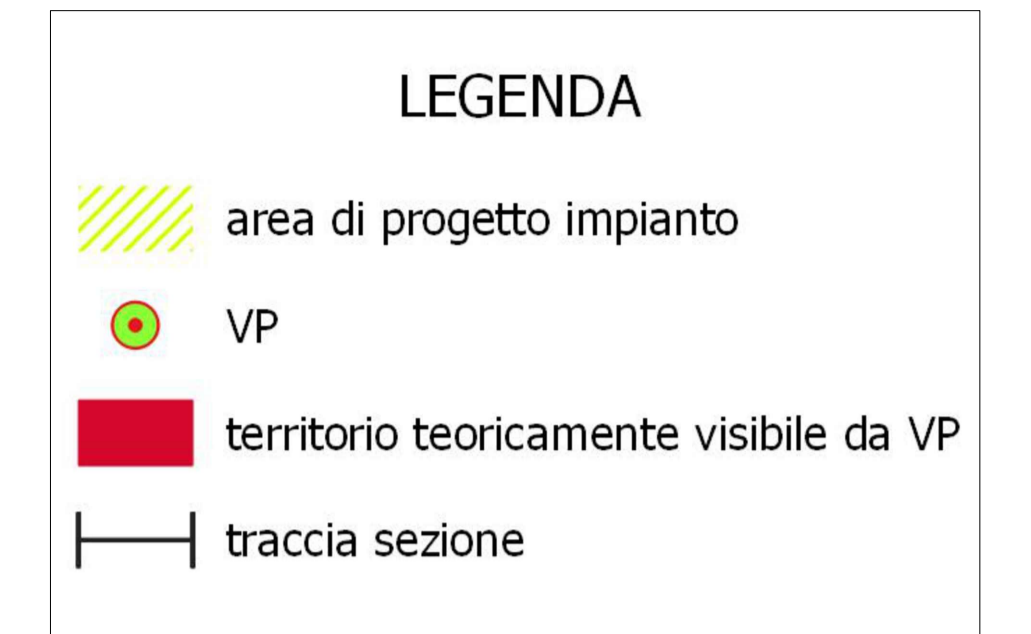 LEGENDA
area di progetto impianto
VP
territorio teoricamente visibile da VP
traccia sezione